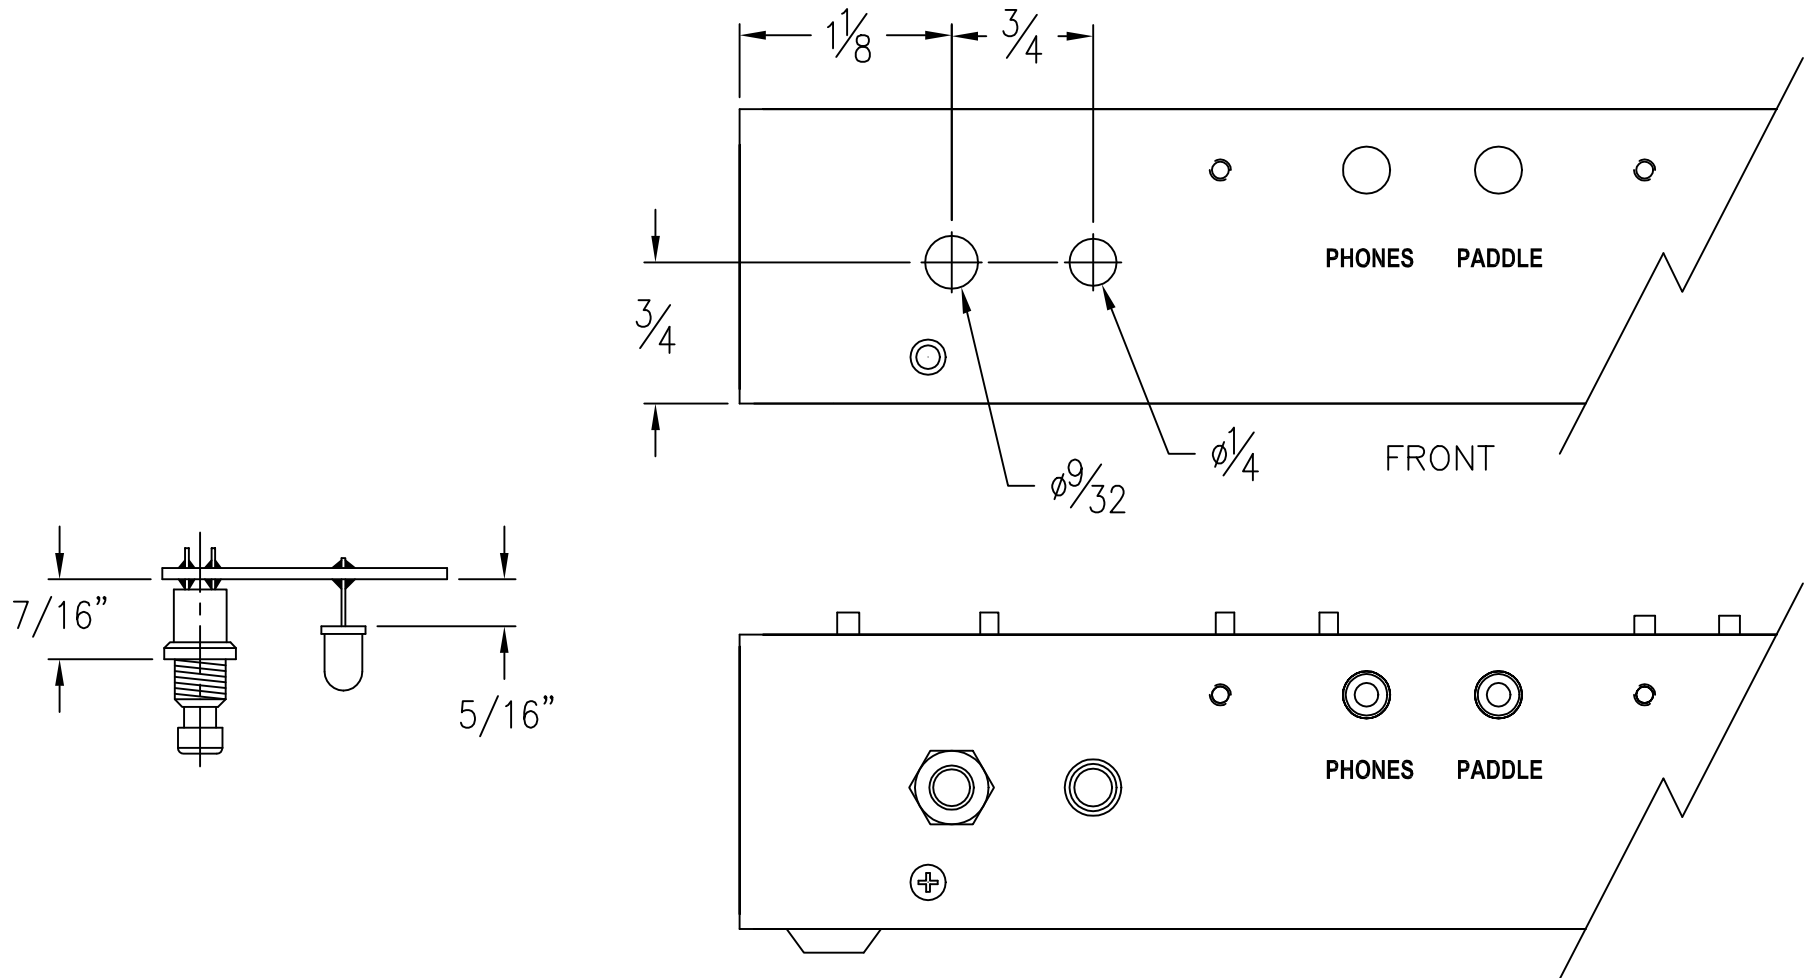 1 1/8
3/4
PHONES PADDLE
3/4
ø1/4
FRONT
ø9/32
7/16”
5/16”
PHONES PADDLE